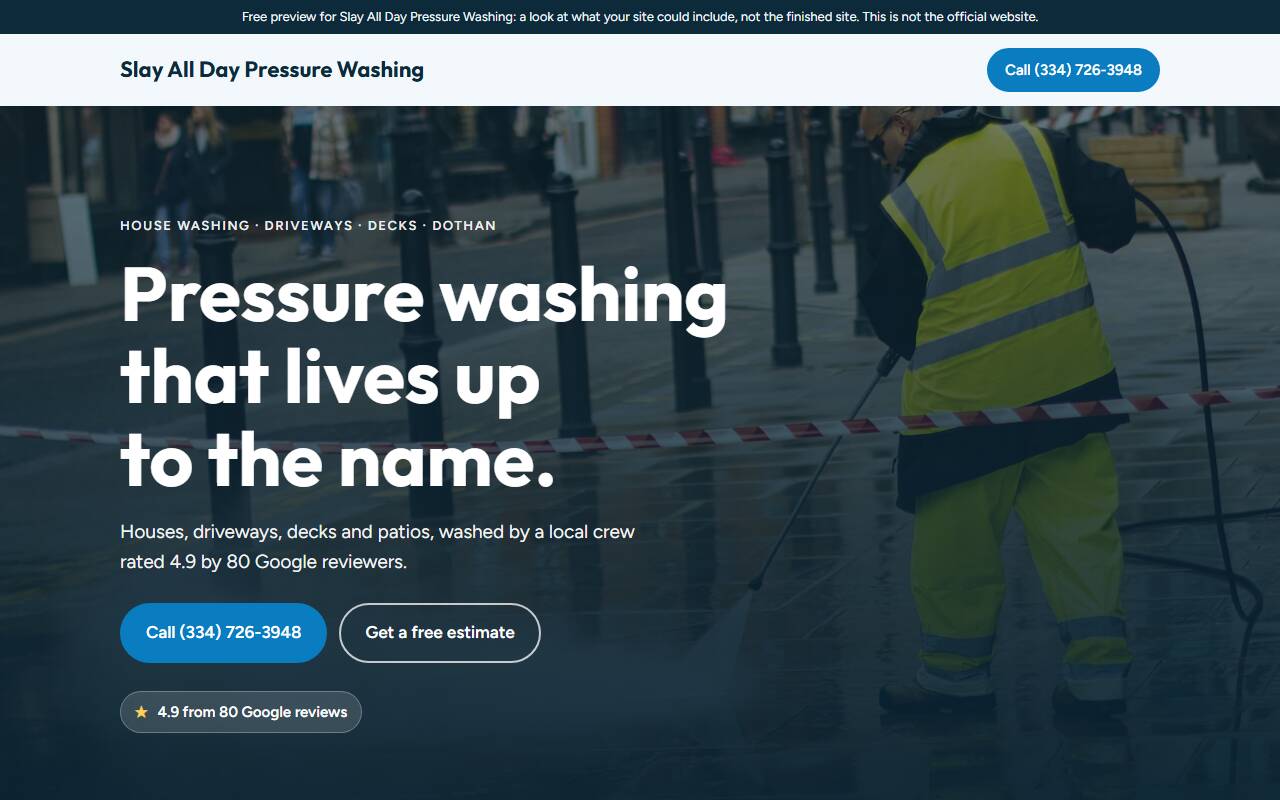 Free preview for Slay All Day Pressure Washing: a look at what your site could include, not the finished site. This is not the official website.
Slay All Day Pressure Washing
Call (334) 726-3948
HOUSE WASHING · DRIVEWAYS · DECKS · DOTHAN
Pressure washing
that lives up
to the name.
Houses, driveways, decks and patios, washed by a local crew
rated 4.9 by 80 Google reviewers.
Call (334) 726-3948
Get a free estimate
★ 4.9 from 80 Google reviews